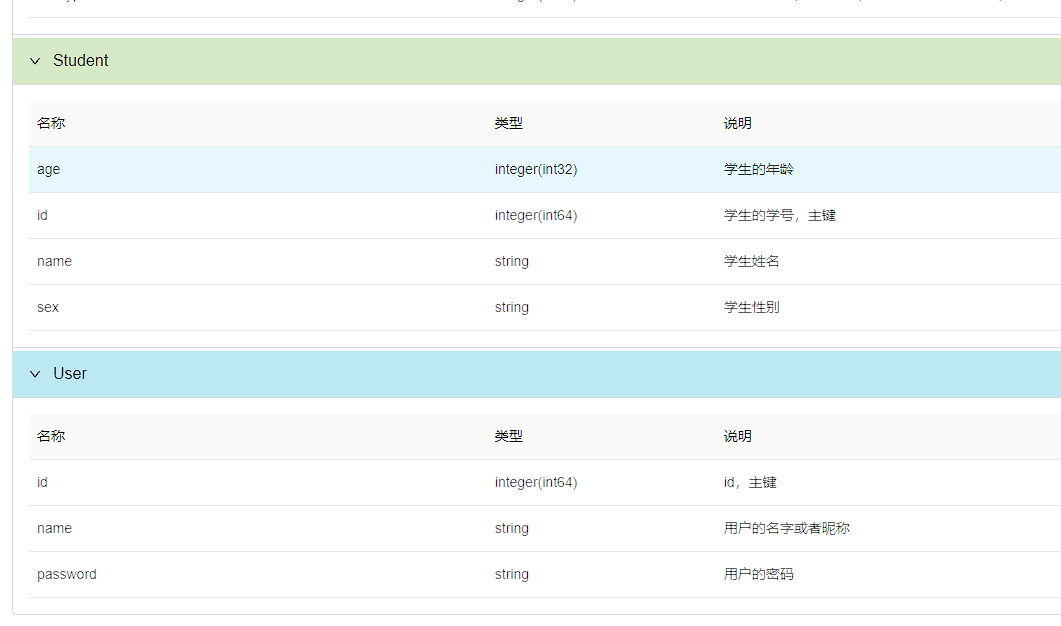 Student
名称 类型 说明
age integer(int32) 学生的年龄
id integer(int64) 学生的学号，主键
name string 学生姓名
sex string 学生性别
User
名称 类型 说明
id integer(int64) id，主键
name string 用户的名字或者昵称
password string 用户的密码